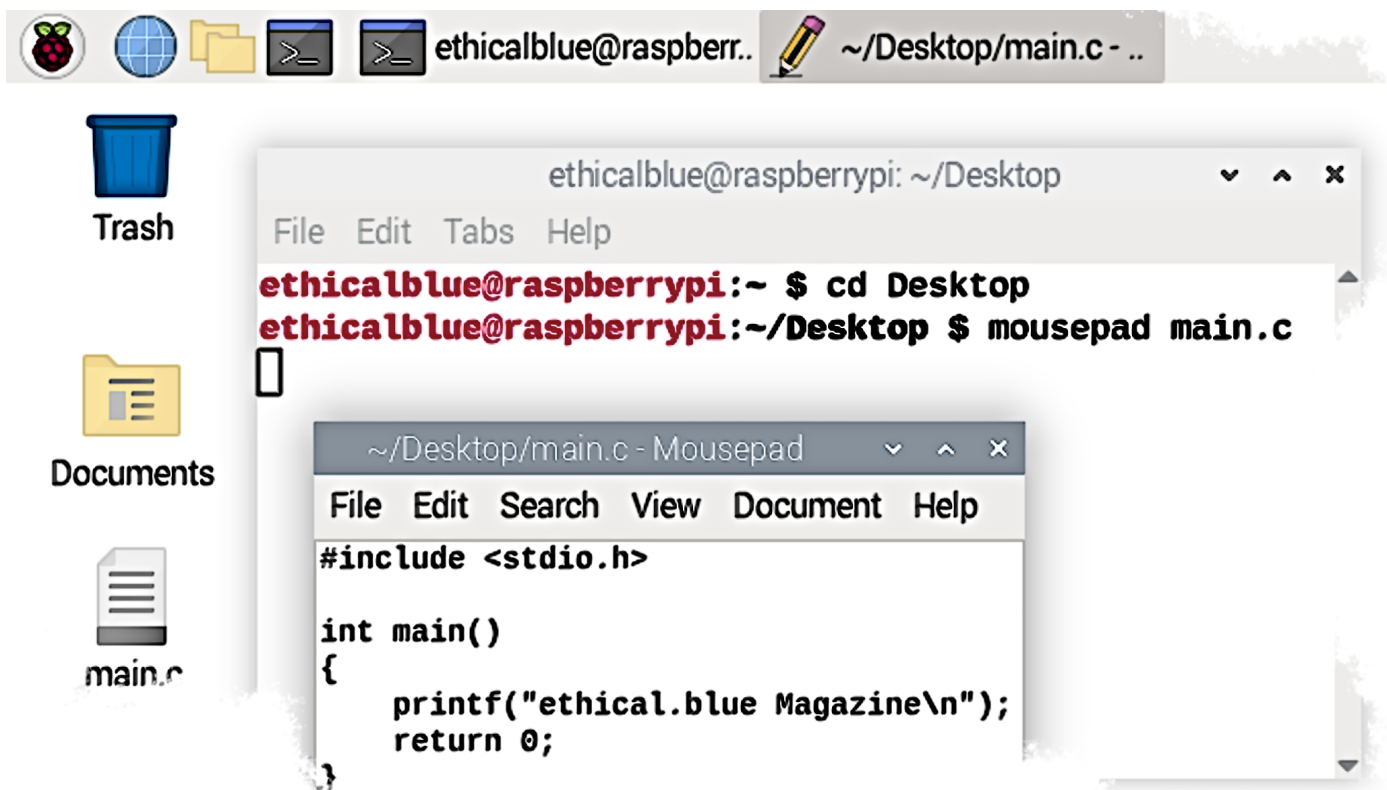 ethicalblue@raspberr.. ~/Desktop/main.c - ..
Trash
ethicalblue@raspberrypi: ~/Desktop
File Edit Tabs Help
ethicalblue@raspberrypi:~ $ cd Desktop
ethicalblue@raspberrypi:~/Desktop $ mousepad main.c
Documents
main.c
~/Desktop/main.c - Mousepad
File Edit Search View Document Help
#include <stdio.h>
int main()
{
    printf("ethical.blue Magazine\n");
    return 0;
}